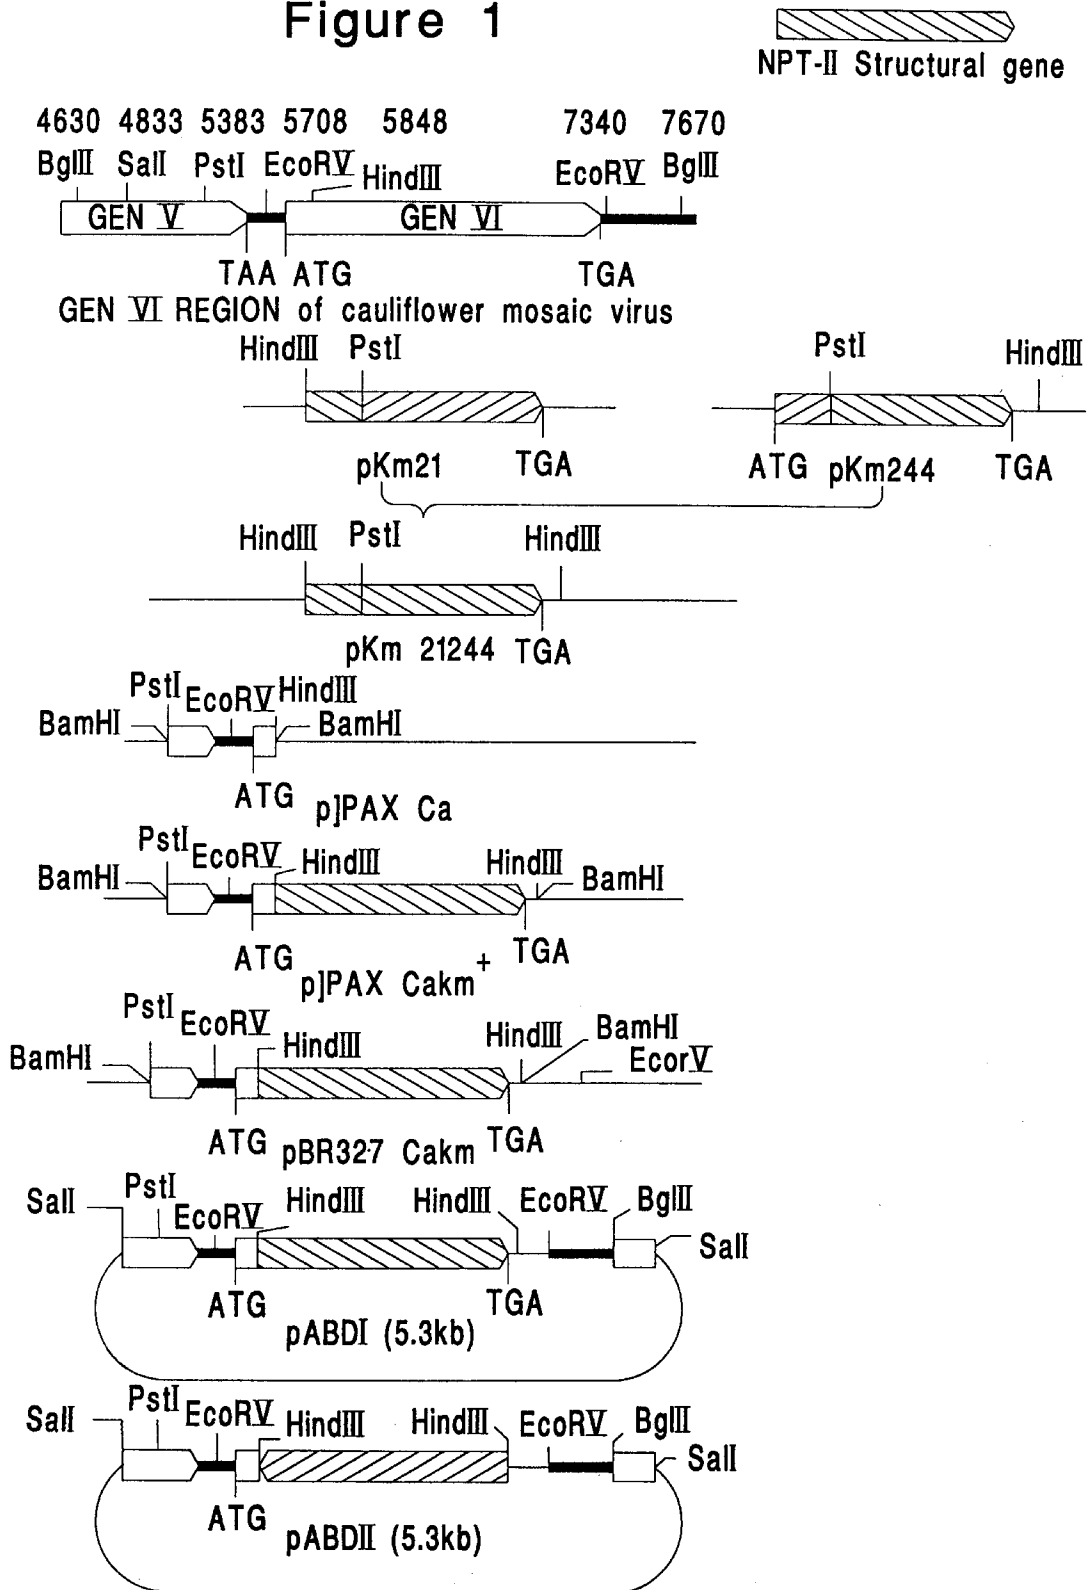 Figure 1
NPT-II Structural gene
4630 4833 5383 5708 5848 7340 7670
BglII SalI PstI EcoRV HindIII EcoRV BglII
GEN V GEN VI
TAA ATG TGA
GEN VI REGION of cauliflower mosaic virus
HindIII PstI PstI HindIII
pKm21 TGA ATG pKm244 TGA
HindIII PstI HindIII
pKm 21244 TGA
PstI EcoRV HindIII
BamHI BamHI
ATG p]PAX Ca
PstI EcoRV HindIII HindIII
BamHI BamHI
ATG p]PAX Cakm+ TGA
PstI EcoRV HindIII HindIII BamHI
BamHI EcorV
ATG pBR327 Cakm TGA
SalI PstI EcoRV HindIII HindIII EcoRV BglII
SalI
ATG TGA
pABDI (5.3kb)
SalI PstI EcoRV HindIII HindIII EcoRV BglII
SalI
ATG pABDII (5.3kb)